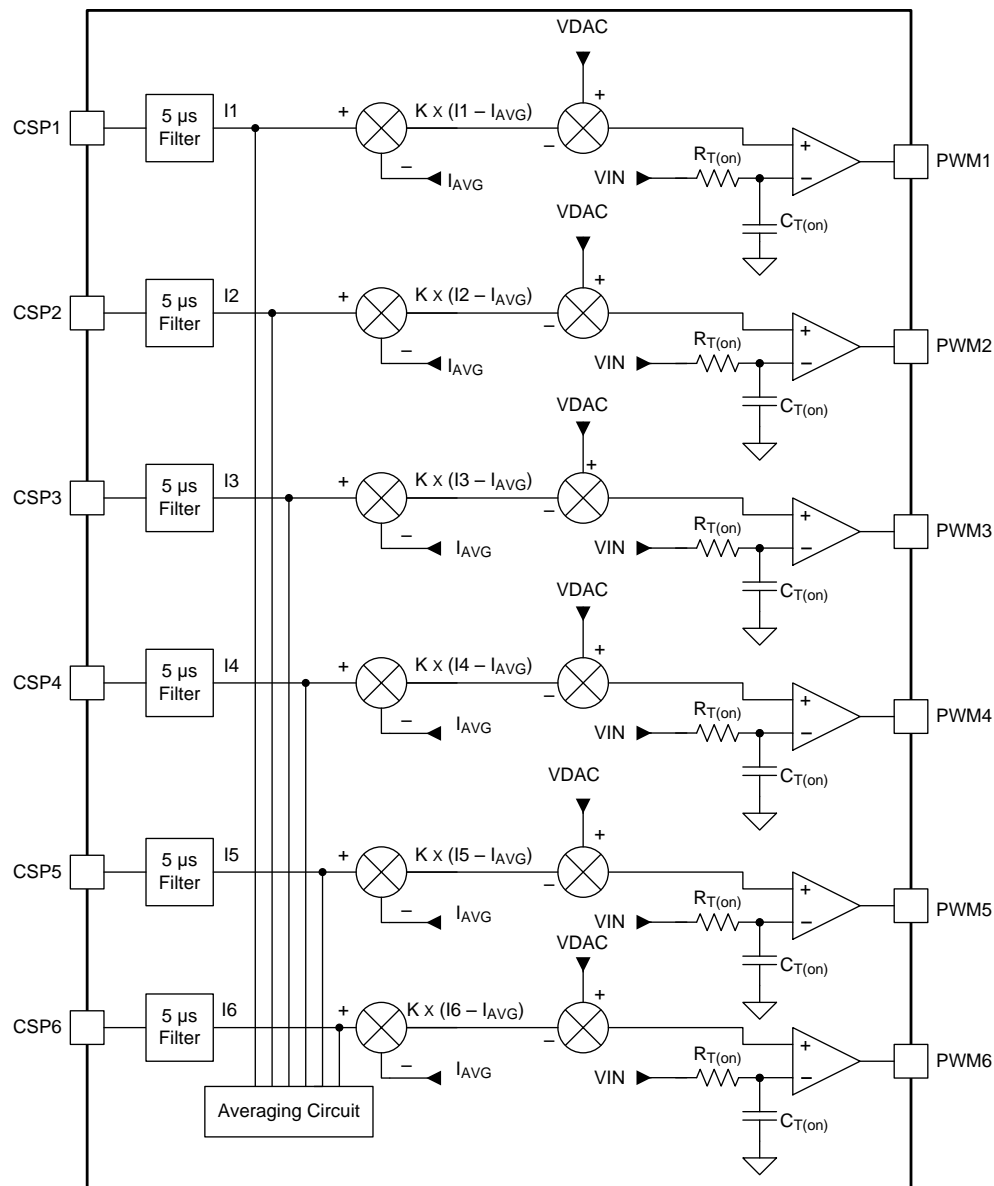 VDAC
CSP1
5 µs
Filter
I1
+
K x (I1 – IAVG)
+
–
–
IAVG
VIN
RT(on)
CT(on)
+
–
PWM1
VDAC
CSP2
5 µs
Filter
I2
+
K x (I2 – IAVG)
+
–
–
IAVG
VIN
RT(on)
CT(on)
+
–
PWM2
VDAC
CSP3
5 µs
Filter
I3
+
K x (I3 – IAVG)
+
–
–
IAVG
VIN
RT(on)
CT(on)
+
–
PWM3
VDAC
CSP4
5 µs
Filter
I4
+
K x (I4 – IAVG)
+
–
–
IAVG
VIN
RT(on)
CT(on)
+
–
PWM4
VDAC
CSP5
5 µs
Filter
I5
+
K x (I5 – IAVG)
+
–
–
IAVG
VIN
RT(on)
CT(on)
+
–
PWM5
VDAC
CSP6
5 µs
Filter
I6
+
K x (I6 – IAVG)
+
–
–
IAVG
VIN
RT(on)
CT(on)
+
–
PWM6
Averaging Circuit